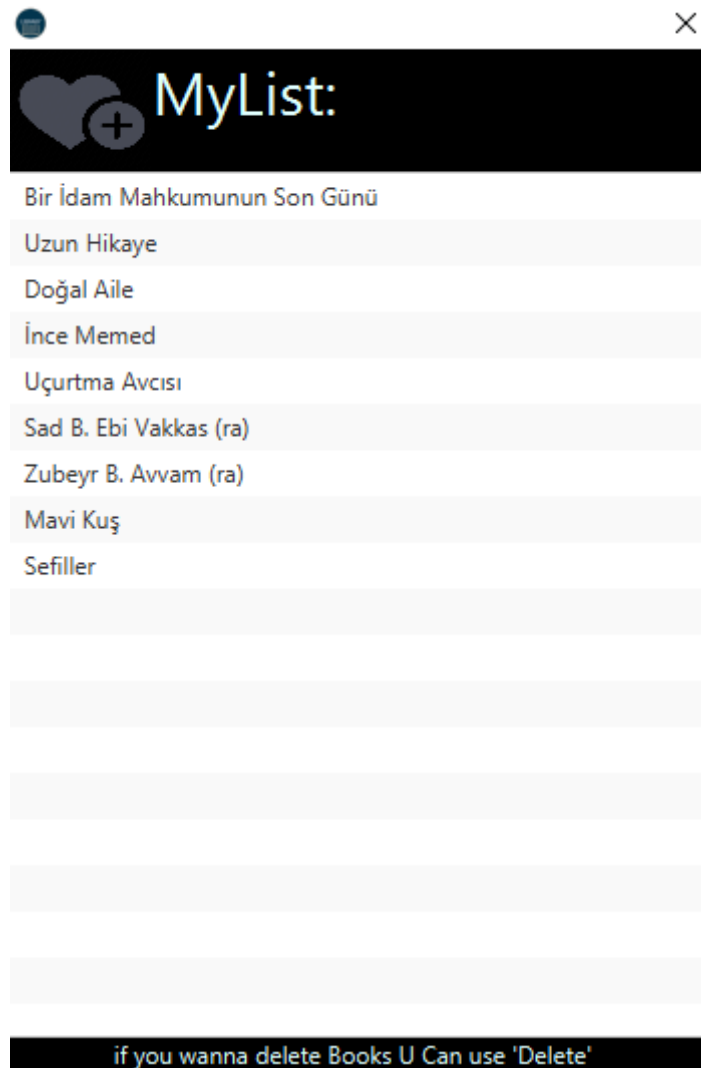 MyList:
Bir İdam Mahkumunun Son Günü
Uzun Hikaye
Doğal Aile
İnce Memed
Uçurtma Avcısı
Sad B. Ebi Vakkas (ra)
Zubeyr B. Avvam (ra)
Mavi Kuş
Sefiller
if you wanna delete Books U Can use 'Delete'